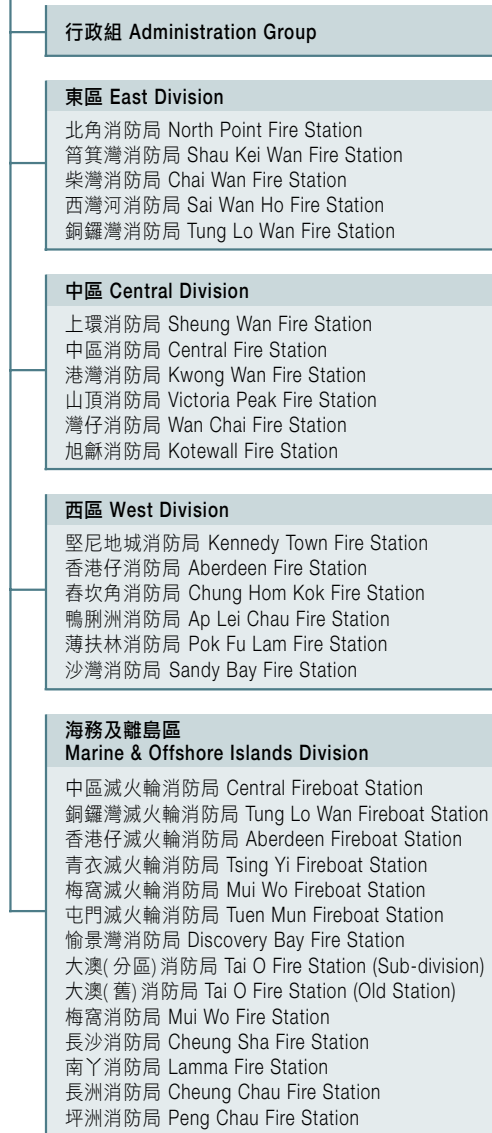 行政組 Administration Group
東區 East Division
北角消防局 North Point Fire Station
筲箕灣消防局 Shau Kei Wan Fire Station
柴灣消防局 Chai Wan Fire Station
西灣河消防局 Sai Wan Ho Fire Station
銅鑼灣消防局 Tung Lo Wan Fire Station
中區 Central Division
上環消防局 Sheung Wan Fire Station
中區消防局 Central Fire Station
港灣消防局 Kwong Wan Fire Station
山頂消防局 Victoria Peak Fire Station
灣仔消防局 Wan Chai Fire Station
旭龢消防局 Kotewall Fire Station
西區 West Division
堅尼地城消防局 Kennedy Town Fire Station
香港仔消防局 Aberdeen Fire Station
舂坎角消防局 Chung Hom Kok Fire Station
鴨脷洲消防局 Ap Lei Chau Fire Station
薄扶林消防局 Pok Fu Lam Fire Station
沙灣消防局 Sandy Bay Fire Station
海務及離島區
Marine & Offshore Islands Division
中區滅火輪消防局 Central Fireboat Station
銅鑼灣滅火輪消防局 Tung Lo Wan Fireboat Station
香港仔滅火輪消防局 Aberdeen Fireboat Station
青衣滅火輪消防局 Tsing Yi Fireboat Station
梅窩滅火輪消防局 Mui Wo Fireboat Station
屯門滅火輪消防局 Tuen Mun Fireboat Station
愉景灣消防局 Discovery Bay Fire Station
大澳( 分區) 消防局 Tai O Fire Station (Sub-division)
大澳( 舊) 消防局 Tai O Fire Station (Old Station)
梅窩消防局 Mui Wo Fire Station
長沙消防局 Cheung Sha Fire Station
南丫消防局 Lamma Fire Station
長洲消防局 Cheung Chau Fire Station
坪洲消防局 Peng Chau Fire Station